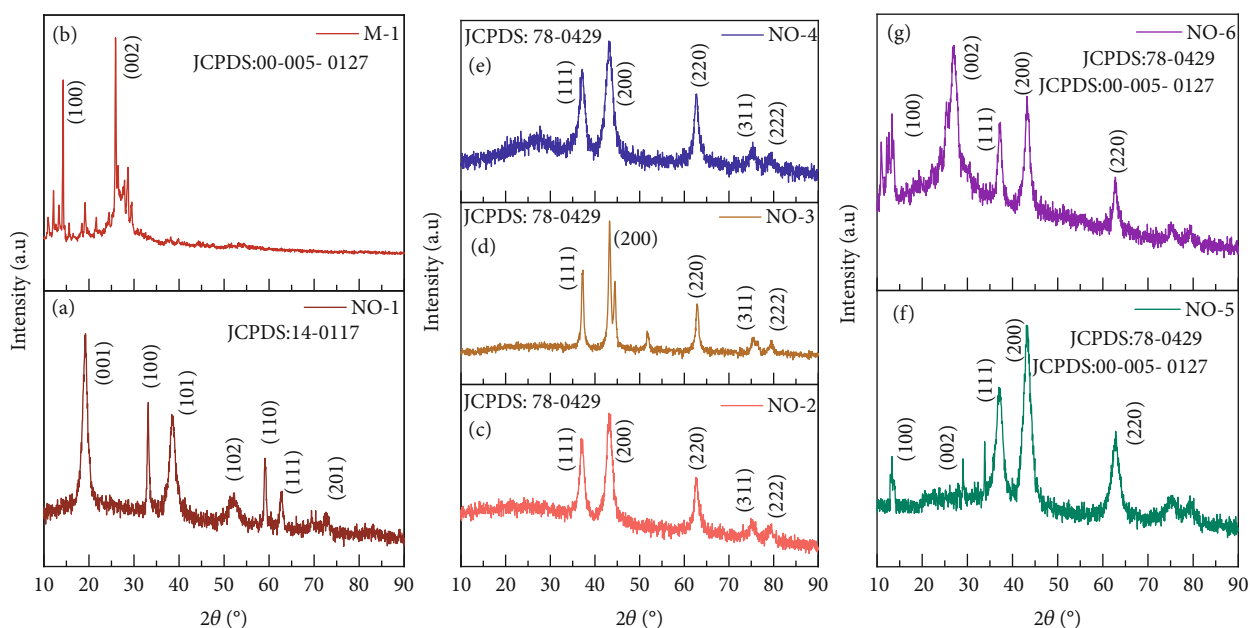 (b)
M-1
JCPDS:00-005- 0127
(100)
(002)
Intensity (a.u)
(a)
NO-1
JCPDS:14-0117
(001)
(100)
(101)
(102)
(110)
(111)
(201)
10 20 30 40 50 60 70 80 90
2θ (°)
JCPDS: 78-0429
NO-4
(e)
(111)
(200)
(220)
(311)
(222)
JCPDS: 78-0429
NO-3
(d)
(111)
(200)
(220)
(311)
(222)
Intensity (a.u)
JCPDS: 78-0429
NO-2
(c)
(111)
(200)
(220)
(311)
(222)
10 20 30 40 50 60 70 80 90
2θ (°)
(g)
NO-6
JCPDS:78-0429
JCPDS:00-005- 0127
(100)
(002)
(111)
(200)
(220)
Intensity (a.u)
(f)
NO-5
JCPDS:78-0429
JCPDS:00-005- 0127
(100)
(002)
(111)
(200)
(220)
10 20 30 40 50 60 70 80 90
2θ (°)